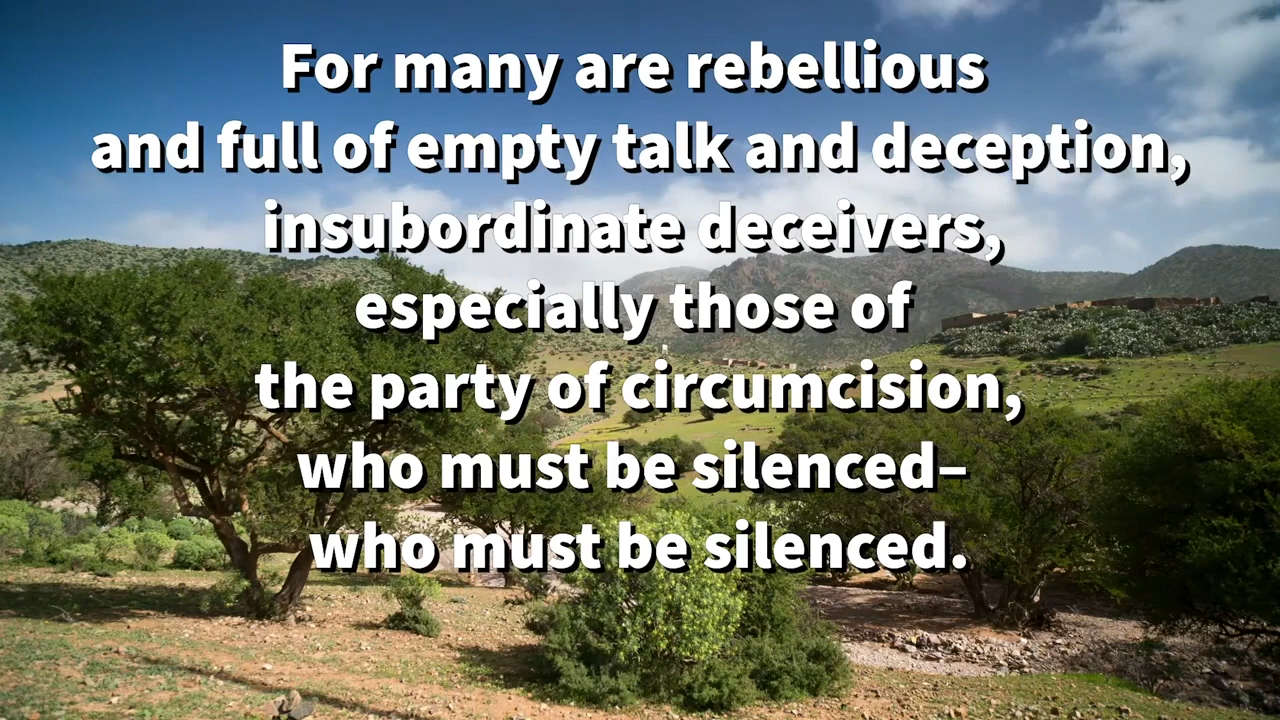 For many are rebellious
and full of empty talk and deception,
insubordinate deceivers,
especially those of
the party of circumcision,
who must be silenced–
who must be silenced.